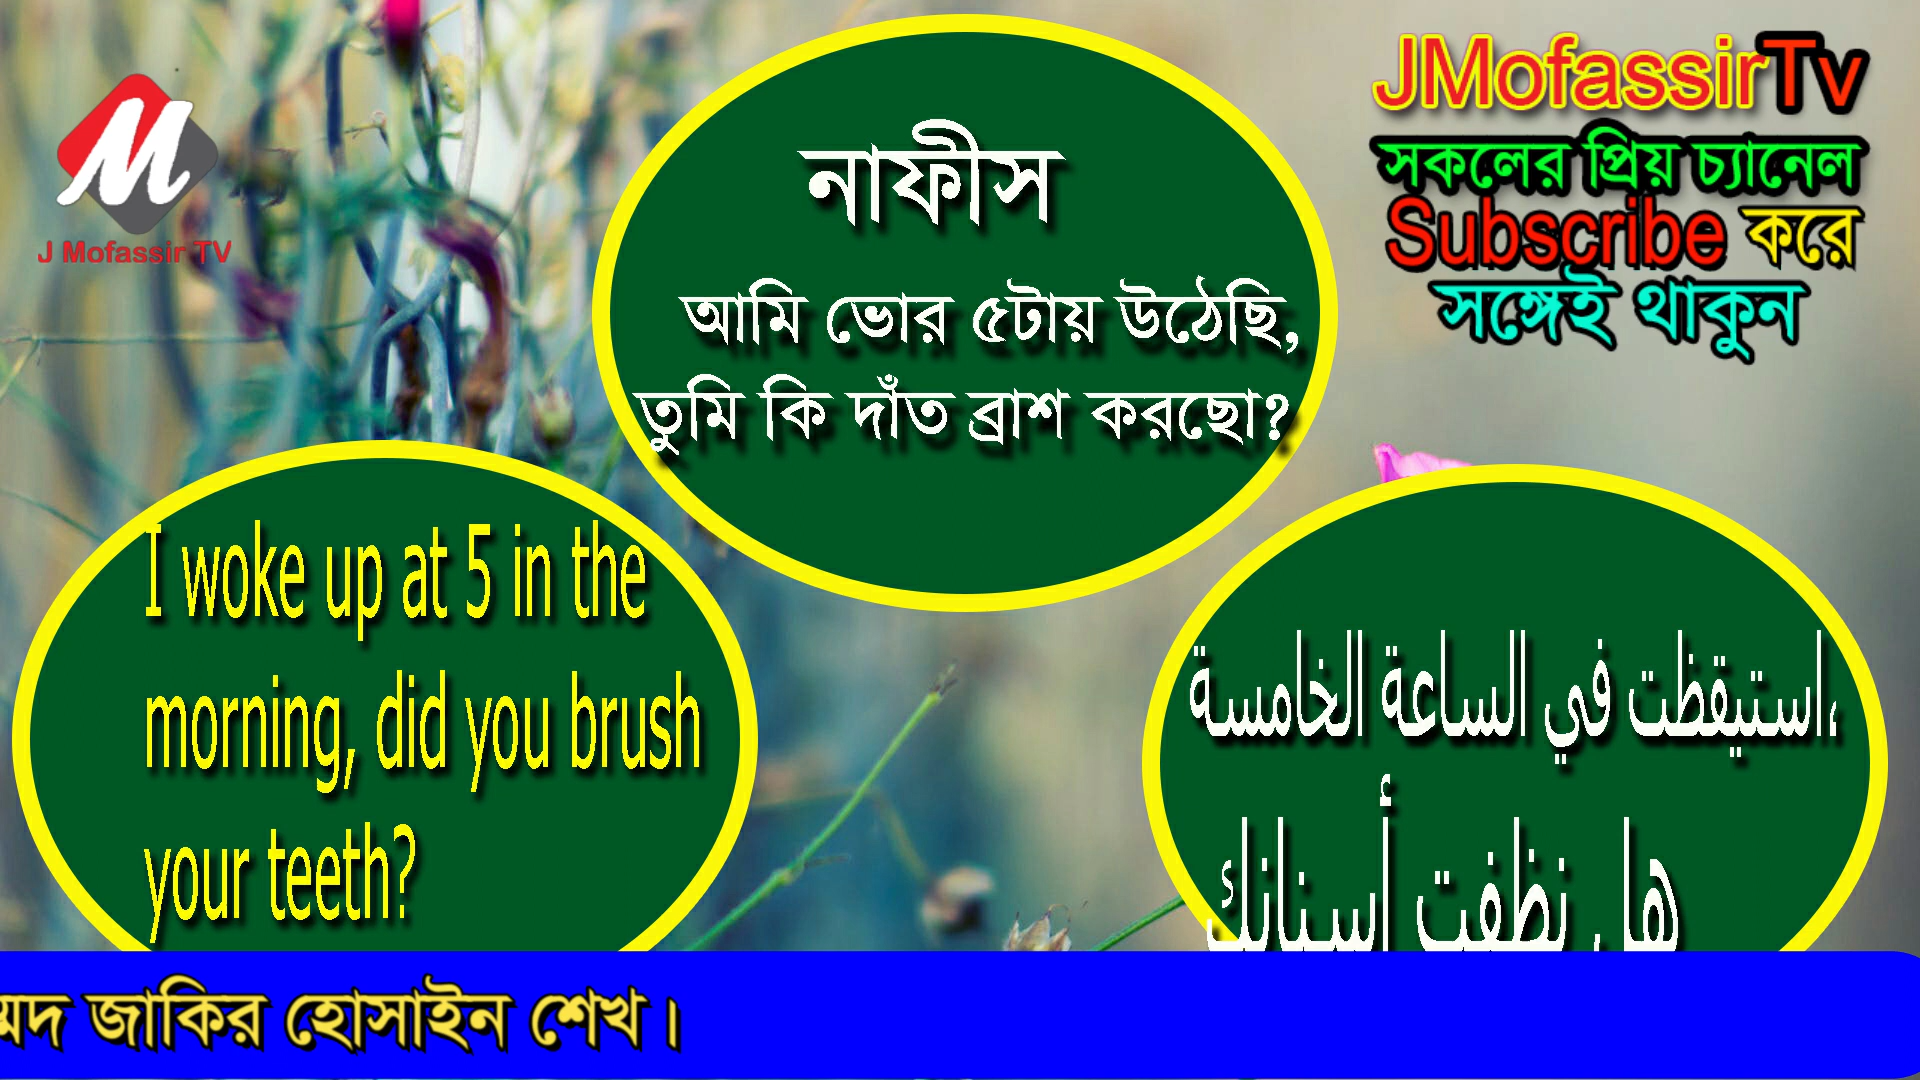 J Mofassir TV
JMofassirTv
সকলের প্রিয় চ্যানেল
Subscribe করে
সঙ্গেই থাকুন
নাফীস
আমি ভোর ৫টায় উঠেছি,
তুমি কি দাঁত ব্রাশ করছো?
I woke up at 5 in the
morning, did you brush
your teeth?
استيقظت في الساعة الخامسة،
هل نظفت أسنانك
জাকির হোসাইন শেখ।